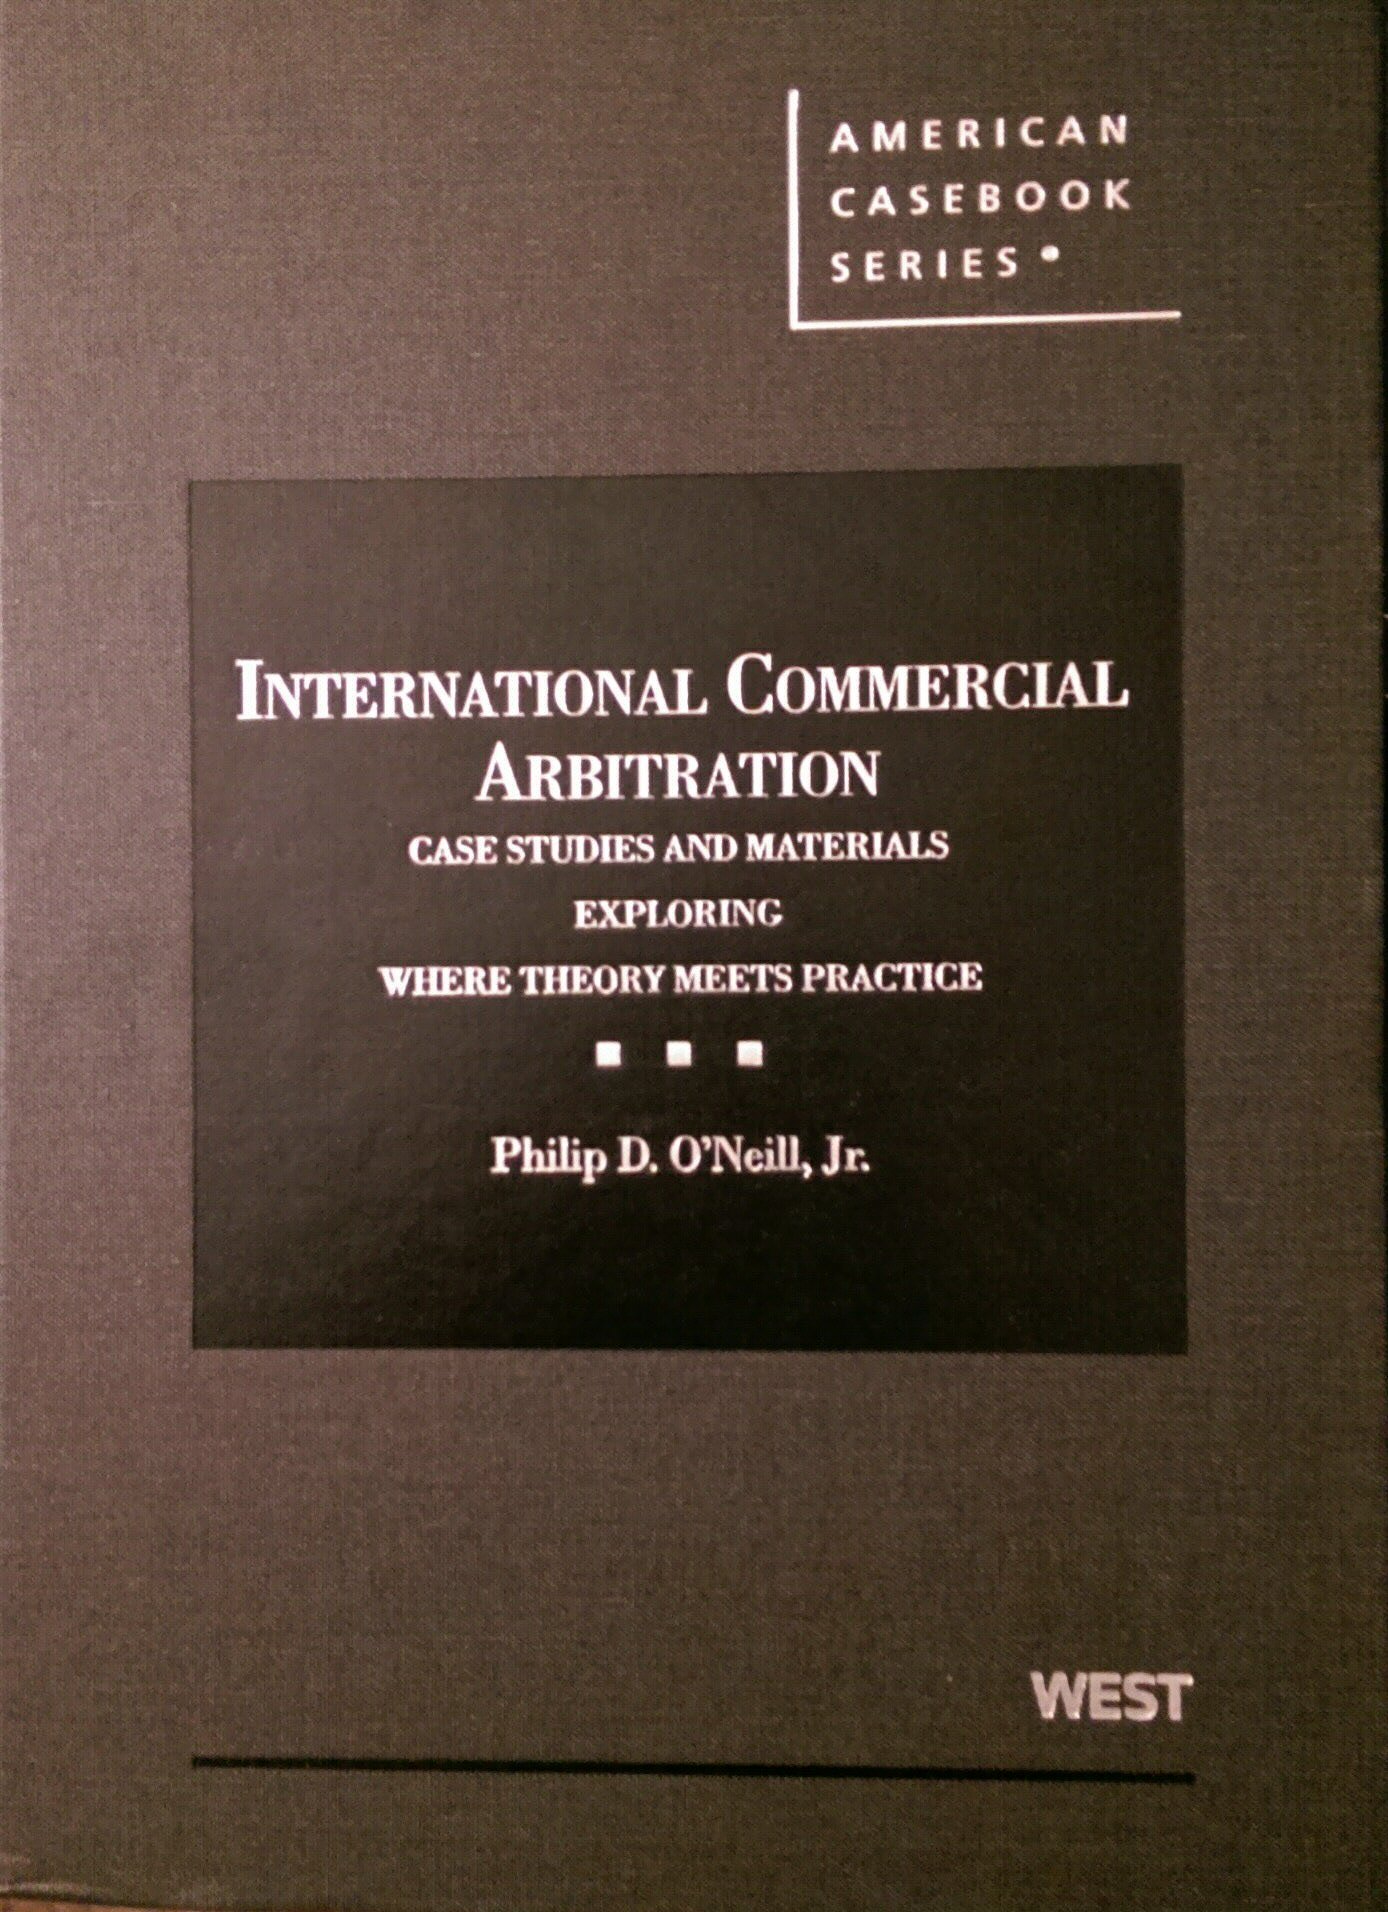 AMERICAN
CASEBOOK
SERIES®
INTERNATIONAL COMMERCIAL
ARBITRATION
CASE STUDIES AND MATERIALS
EXPLORING
WHERE THEORY MEETS PRACTICE
Philip D. O'Neill, Jr.
WEST